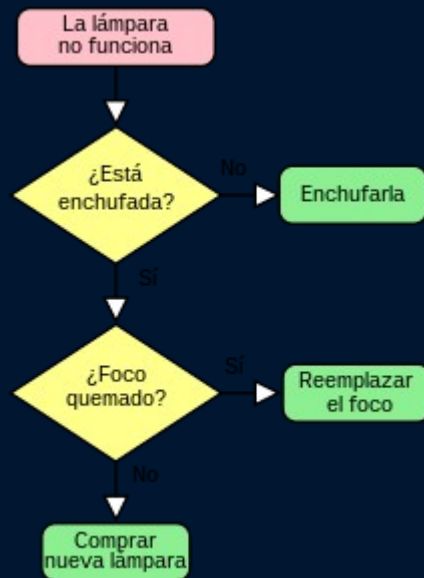 La lámpara
no funciona
¿Está
enchufada?
No
Enchufarla
Sí
¿Foco
quemado?
Sí
Reemplazar
el foco
No
Comprar
nueva lámpara